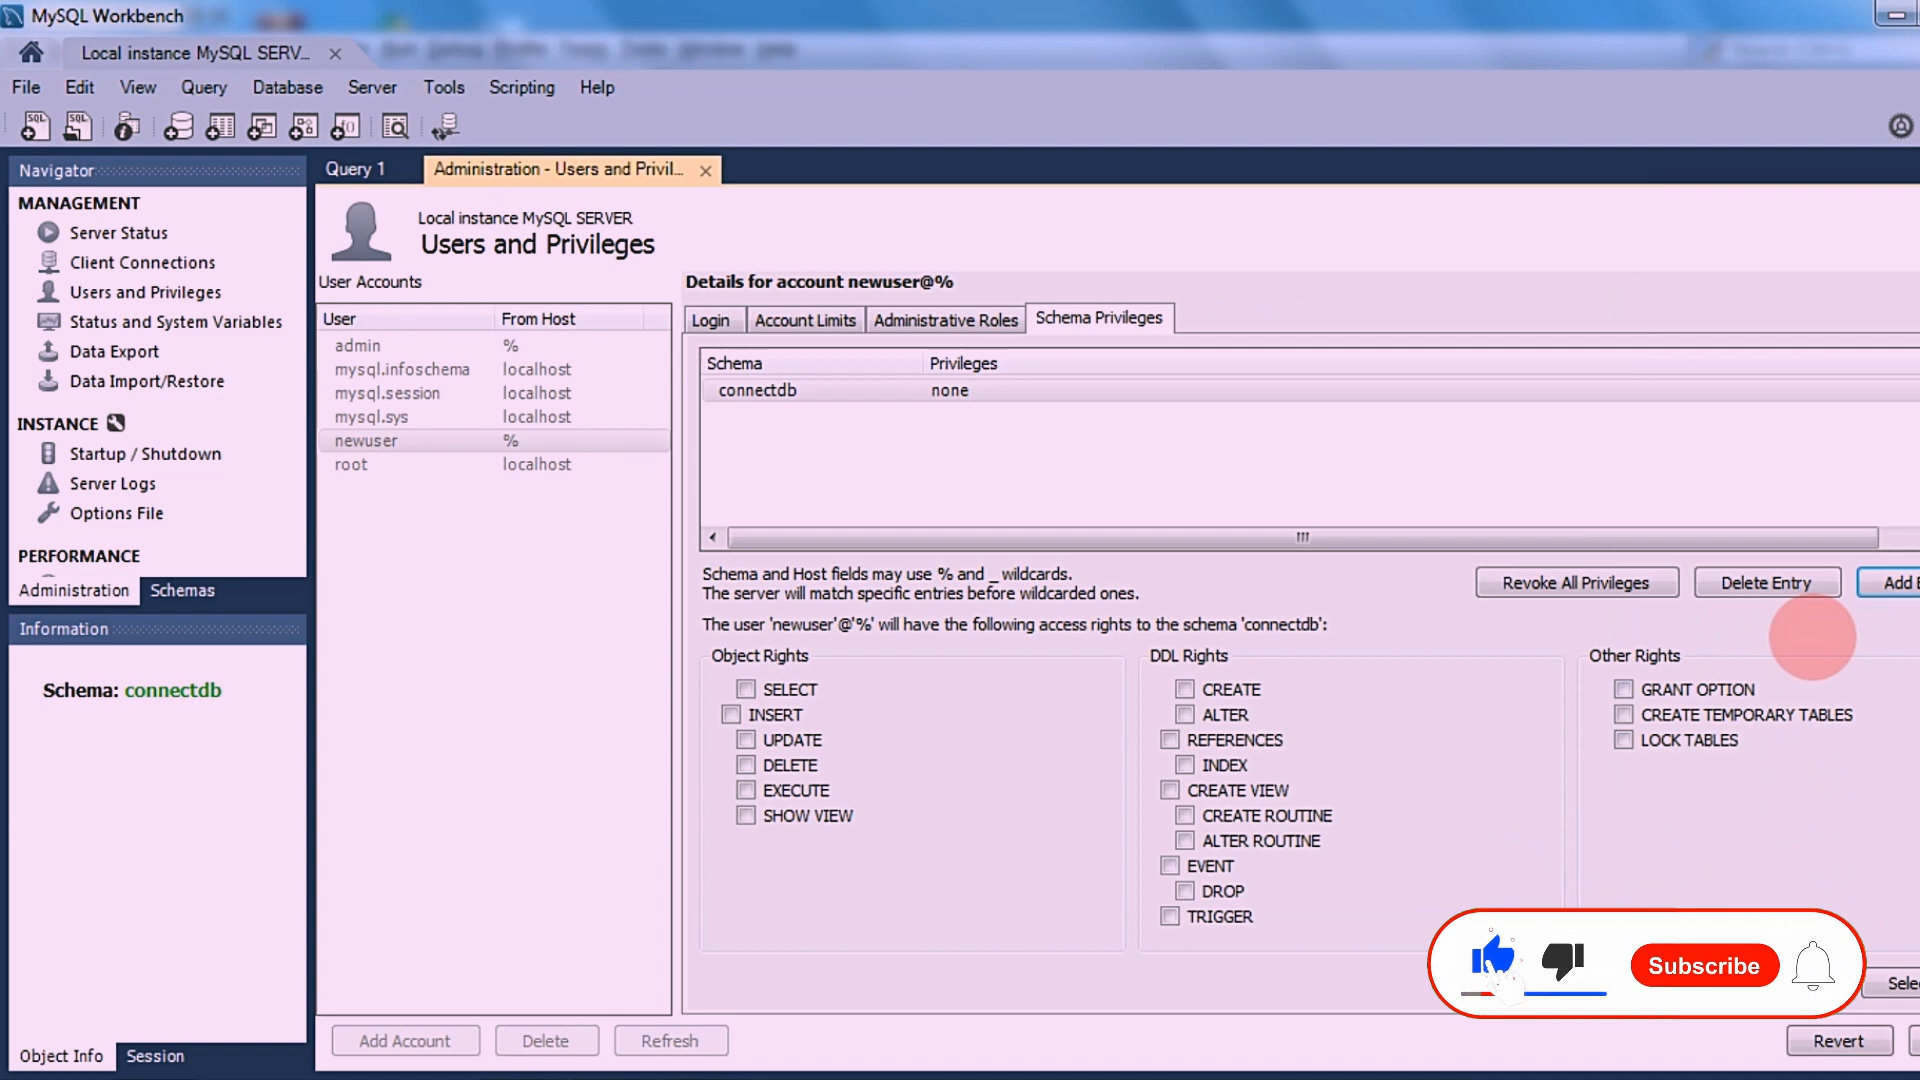 MySQL Workbench
Local instance MySQL SERV...
File Edit View Query Database Server Tools Scripting Help
SQL SQL
Navigator
MANAGEMENT
Server Status
Client Connections
Users and Privileges
Status and System Variables
Data Export
Data Import/Restore
INSTANCE
Startup / Shutdown
Server Logs
Options File
PERFORMANCE
Administration Schemas
Information
Schema: connectdb
Object Info Session
Query 1 Administration - Users and Privil...
Local instance MySQL SERVER
Users and Privileges
User Accounts
User From Host
admin %
mysql.infoschema localhost
mysql.session localhost
mysql.sys localhost
newuser %
root localhost
Add Account Delete Refresh
Details for account newuser@%
Login Account Limits Administrative Roles Schema Privileges
Schema Privileges
connectdb none
Schema and Host fields may use % and _ wildcards.
The server will match specific entries before wildcarded ones.
Revoke All Privileges Delete Entry Add E
The user 'newuser'@'%' will have the following access rights to the schema 'connectdb':
Object Rights
SELECT
INSERT
UPDATE
DELETE
EXECUTE
SHOW VIEW
DDL Rights
CREATE
ALTER
REFERENCES
INDEX
CREATE VIEW
CREATE ROUTINE
ALTER ROUTINE
EVENT
DROP
TRIGGER
Other Rights
GRANT OPTION
CREATE TEMPORARY TABLES
LOCK TABLES
Subscribe
Sele
Revert